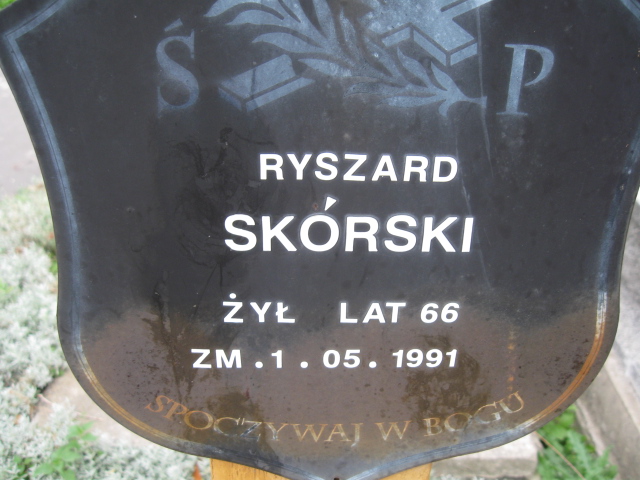 Ś P
RYSZARD
SKÓRSKI
ŻYŁ LAT 66
ZM.1.05.1991
SPOCZYWAJ W BOGU